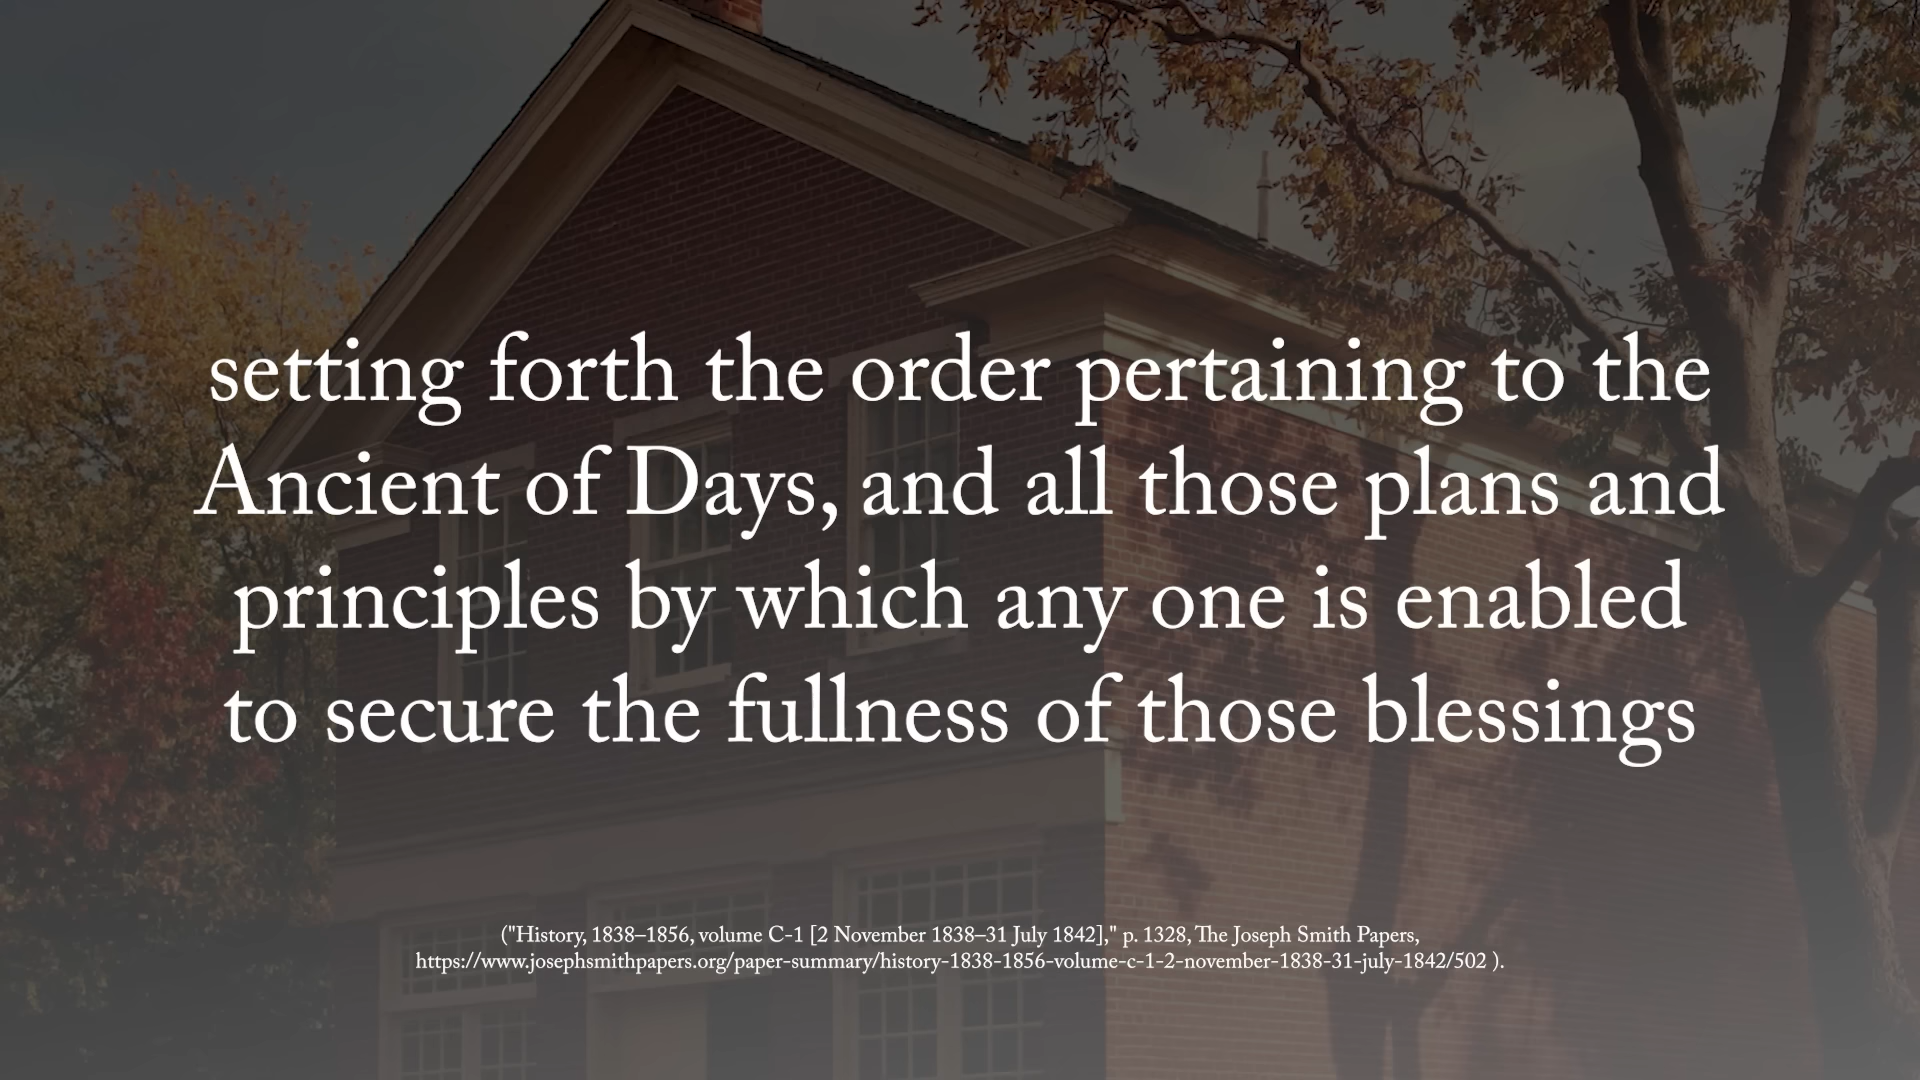 setting forth the order pertaining to the
Ancient of Days, and all those plans and
principles by which any one is enabled
to secure the fullness of those blessings
("History, 1838–1856, volume C-1 [2 November 1838–31 July 1842]," p. 1328, The Joseph Smith Papers,
https://www.josephsmithpapers.org/paper-summary/history-1838-1856-volume-c-1-2-november-1838-31-july-1842/502 ).